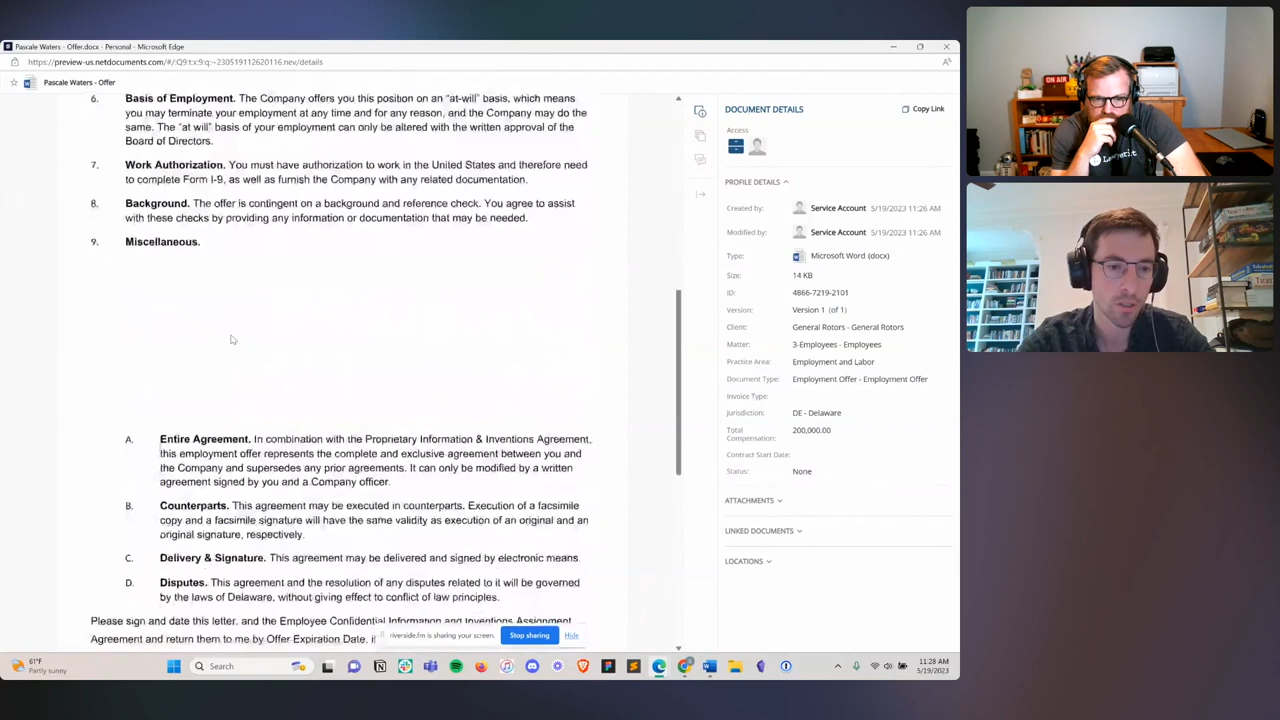 Pascale Waters - Offer.docx - Personal - Microsoft Edge
https://preview-us.netdocuments.com/#/:Q9:t:x:9:q:~230519112620116.nev/details
Pascale Waters - Offer
6. Basis of Employment. The Company offers you this position on an “at-will” basis, which means
you may terminate your employment at any time and for any reason, and the Company may do the
same. The “at will” basis of your employment can only be altered with the written approval of the
Board of Directors.
7. Work Authorization. You must have authorization to work in the United States and therefore need
to complete Form I-9, as well as furnish the Company with any related documentation.
8. Background. The offer is contingent on a background and reference check. You agree to assist
with these checks by providing any information or documentation that may be needed.
9. Miscellaneous.
A. Entire Agreement. In combination with the Proprietary Information & Inventions Agreement,
this employment offer represents the complete and exclusive agreement between you and
the Company and supersedes any prior agreements. It can only be modified by a written
agreement signed by you and a Company officer.
B. Counterparts. This agreement may be executed in counterparts. Execution of a facsimile
copy and a facsimile signature will have the same validity as execution of an original and an
original signature, respectively.
C. Delivery & Signature. This agreement may be delivered and signed by electronic means.
D. Disputes. This agreement and the resolution of any disputes related to it will be governed
by the laws of Delaware, without giving effect to conflict of law principles.
Please sign and date this letter, and the Employee Confidential Information and Inventions Assignment
Agreement and return them to me by Offer Expiration Date, i
riverside.fm is sharing your screen. Stop sharing Hide
DOCUMENT DETAILS Copy Link
Access
PROFILE DETAILS
Created by: Service Account 5/19/2023 11:26 AM
Modified by: Service Account 5/19/2023 11:26 AM
Type: Microsoft Word (docx)
Size: 14 KB
ID: 4866-7219-2101
Version: Version 1 (of 1)
Client: General Rotors - General Rotors
Matter: 3-Employees - Employees
Practice Area: Employment and Labor
Document Type: Employment Offer - Employment Offer
Invoice Type:
Jurisdiction: DE - Delaware
Total
Compensation: 200,000.00
Contract Start Date:
Status: None
ATTACHMENTS
LINKED DOCUMENTS
LOCATIONS
61°F
Partly sunny
Search
11:28 AM
5/19/2023
ON AIR
Lawyerist